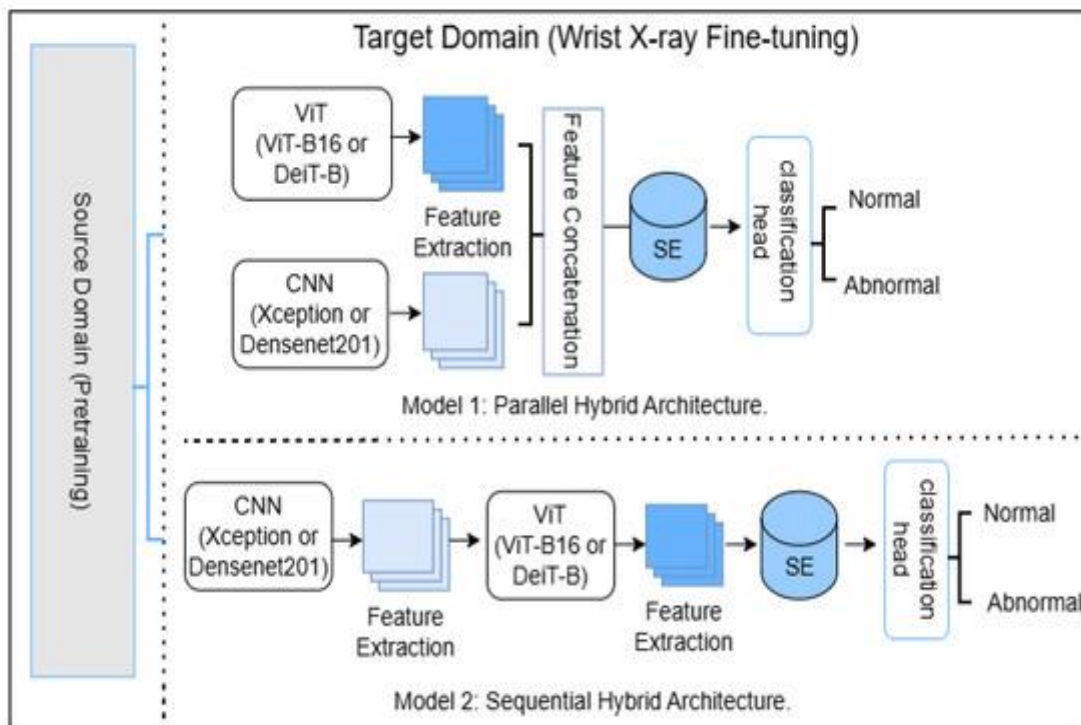 Source Domain (Pretraining)
Target Domain (Wrist X-ray Fine-tuning)
ViT
(ViT-B16 or
DeiT-B)
Feature
Extraction
CNN
(Xception or
Densenet201)
Feature Concatenation
SE
classification
head
Normal
Abnormal
Model 1: Parallel Hybrid Architecture.
CNN
(Xception or
Densenet201)
Feature
Extraction
ViT
(ViT-B16 or
DeiT-B)
Feature
Extraction
SE
classification
head
Normal
Abnormal
Model 2: Sequential Hybrid Architecture.